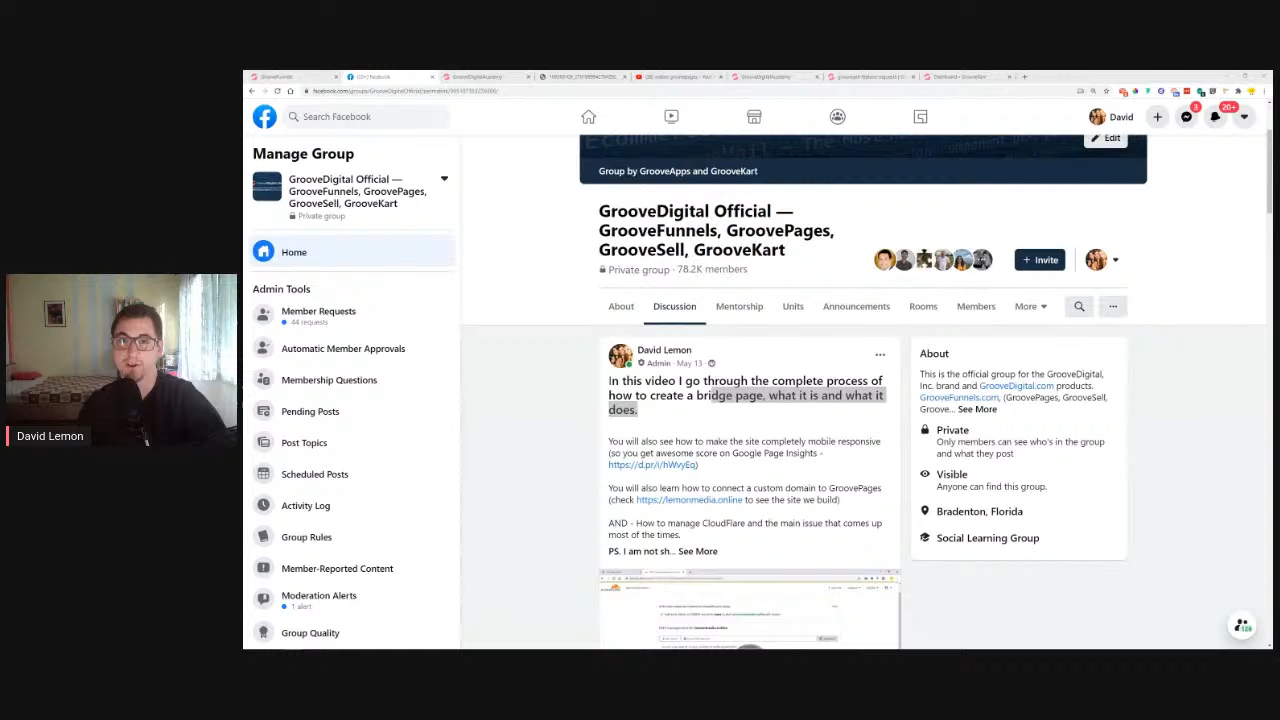 GrooveFunnels
(20+) Facebook
GrooveDigitalAcademy
GrooveDigitalAcademy
Dashboard - GrooveKart
Search Facebook
David
3
20+
Manage Group
GrooveDigital Official —
GrooveFunnels, GroovePages,
GrooveSell, GrooveKart
Private group
Home
Admin Tools
Member Requests
44 requests
Automatic Member Approvals
Membership Questions
Pending Posts
Post Topics
Scheduled Posts
Activity Log
Group Rules
Member-Reported Content
Moderation Alerts
1 alert
Group Quality
David Lemon
Edit
Group by GrooveApps and GrooveKart
GrooveDigital Official —
GrooveFunnels, GroovePages,
GrooveSell, GrooveKart
Private group · 78.2K members
+ Invite
About
Discussion
Mentorship
Units
Announcements
Rooms
Members
More
David Lemon
Admin · May 13 ·
In this video I go through the complete process of
how to create a bridge page, what it is and what it
does.
You will also see how to make the site completely mobile responsive
(so you get awesome score on Google Page Insights -
https://d.pr/i/hWvyEq)
You will also learn how to connect a custom domain to GroovePages
(check https://lemonmedia.online to see the site we build)
AND - How to manage CloudFlare and the main issue that comes up
most of the times.
PS. I am not sh... See More
About
This is the official group for the GrooveDigital,
Inc. brand and GrooveDigital.com products.
GrooveFunnels.com, (GroovePages, GrooveSell,
Groove... See More
Private
Only members can see who's in the group
and what they post
Visible
Anyone can find this group.
Bradenton, Florida
Social Learning Group
126